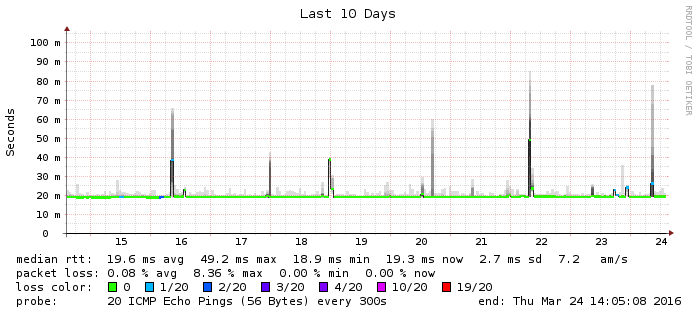 Last 10 Days
RRDTOOL / TOBI OETIKER
Seconds
100 m
90 m
80 m
70 m
60 m
50 m
40 m
30 m
20 m
10 m
0
15 16 17 18 19 20 21 22 23 24
median rtt: 19.6 ms avg 49.2 ms max 18.9 ms min 19.3 ms now 2.7 ms sd 7.2 am/s
packet loss: 0.08 % avg 8.36 % max 0.00 % min 0.00 % now
loss color: 0 1/20 2/20 3/20 4/20 10/20 19/20
probe: 20 ICMP Echo Pings (56 Bytes) every 300s end: Thu Mar 24 14:05:08 2016